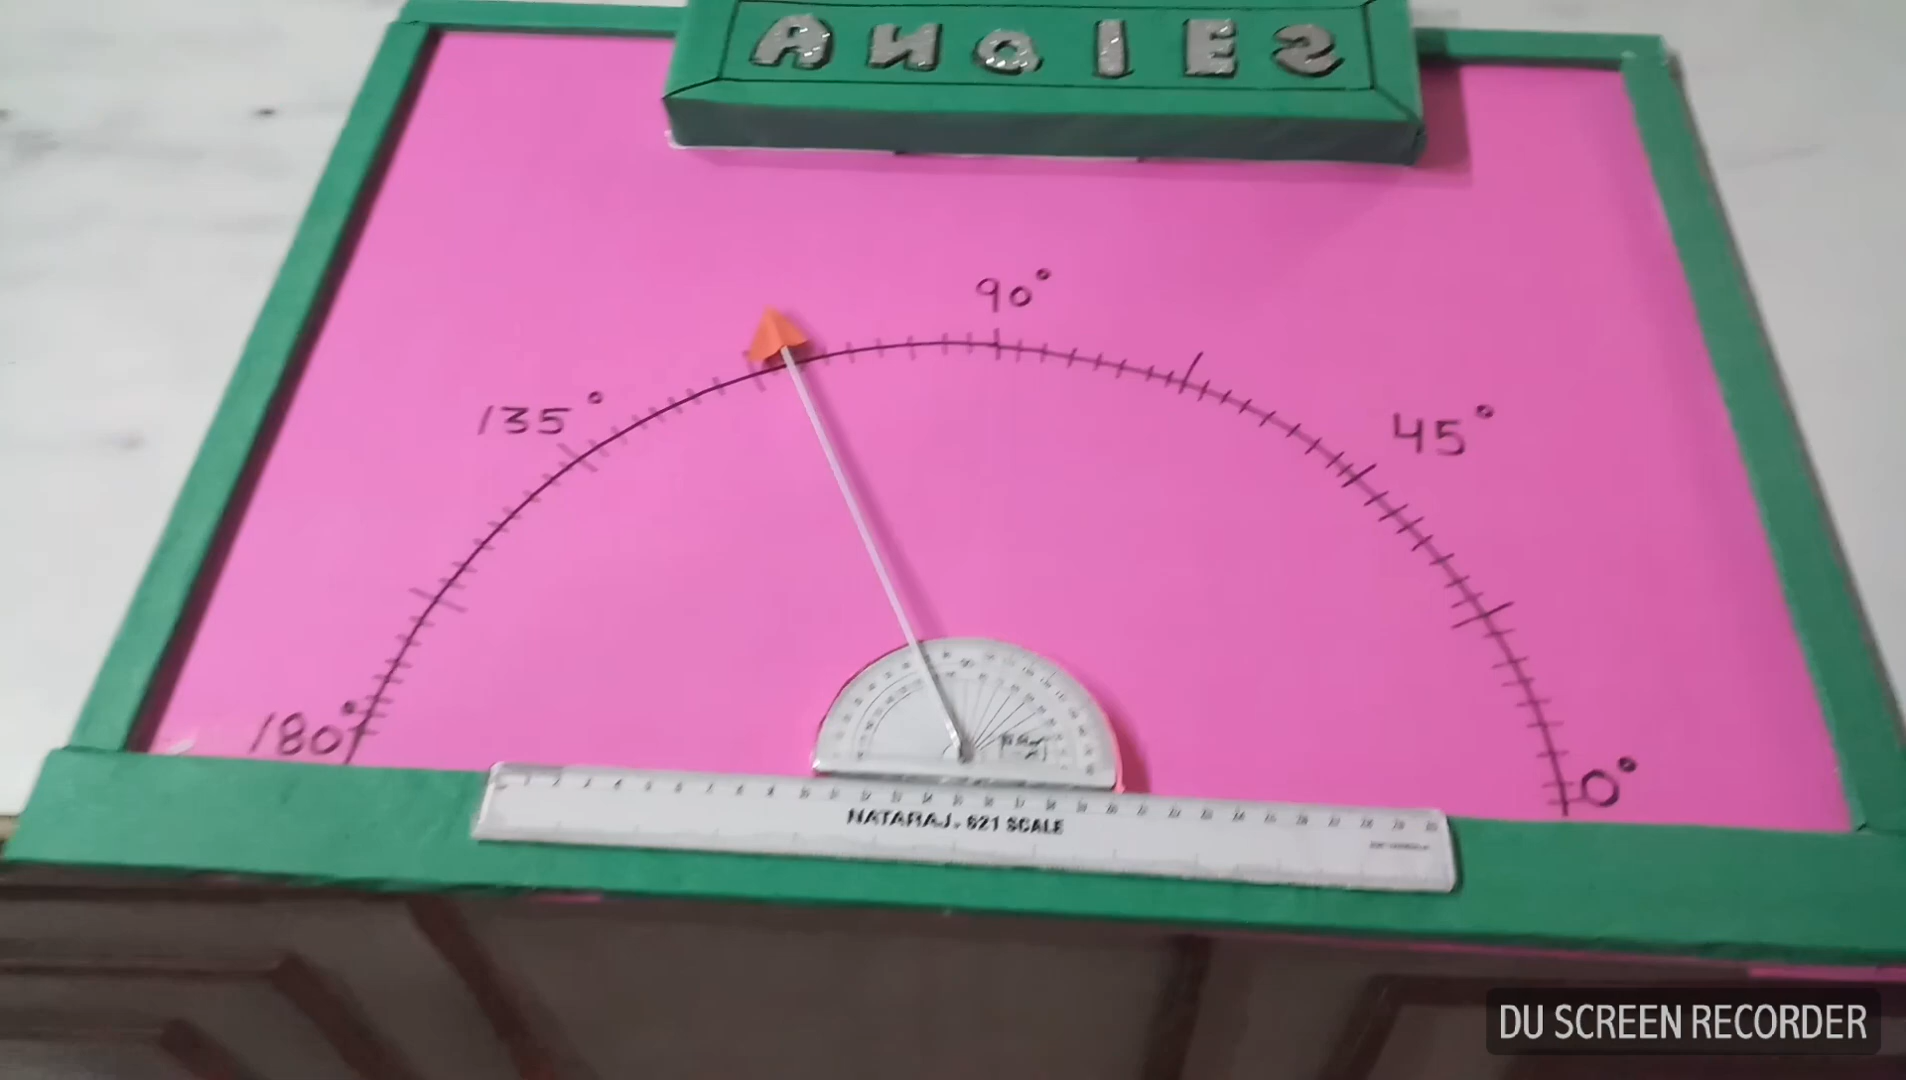 AnglES
90°
135°
45°
180°
0°
NATARAJ. 621 SCALE
DU SCREEN RECORDER